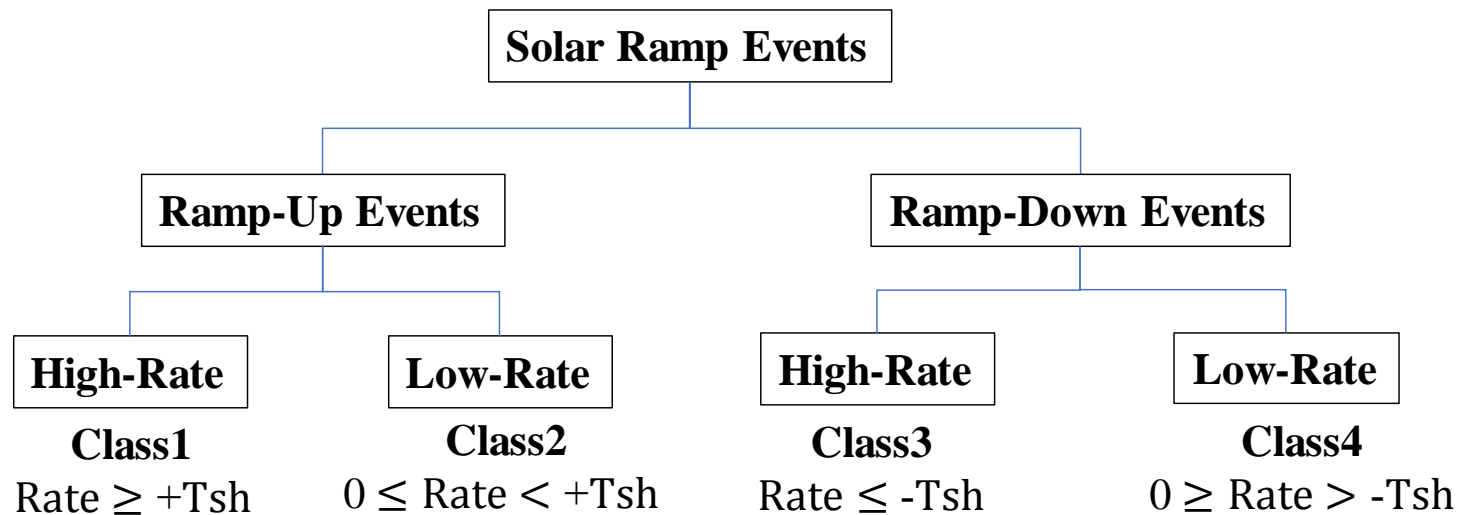 Solar Ramp Events
Ramp-Up Events
Ramp-Down Events
High-Rate
Low-Rate
High-Rate
Low-Rate
Class1
Class2
Class3
Class4
Rate ≥ +Tsh
0 ≤ Rate < +Tsh
Rate ≤ -Tsh
0 ≥ Rate > -Tsh